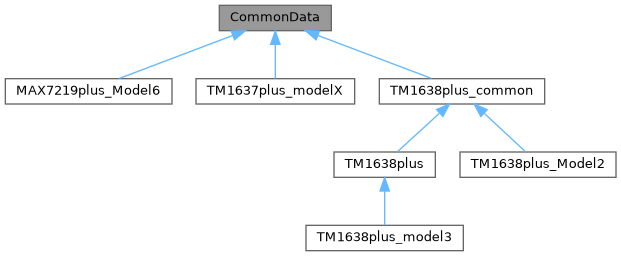 CommonData
MAX7219plus_Model6
TM1637plus_modelX
TM1638plus_common
TM1638plus
TM1638plus_Model2
TM1638plus_model3